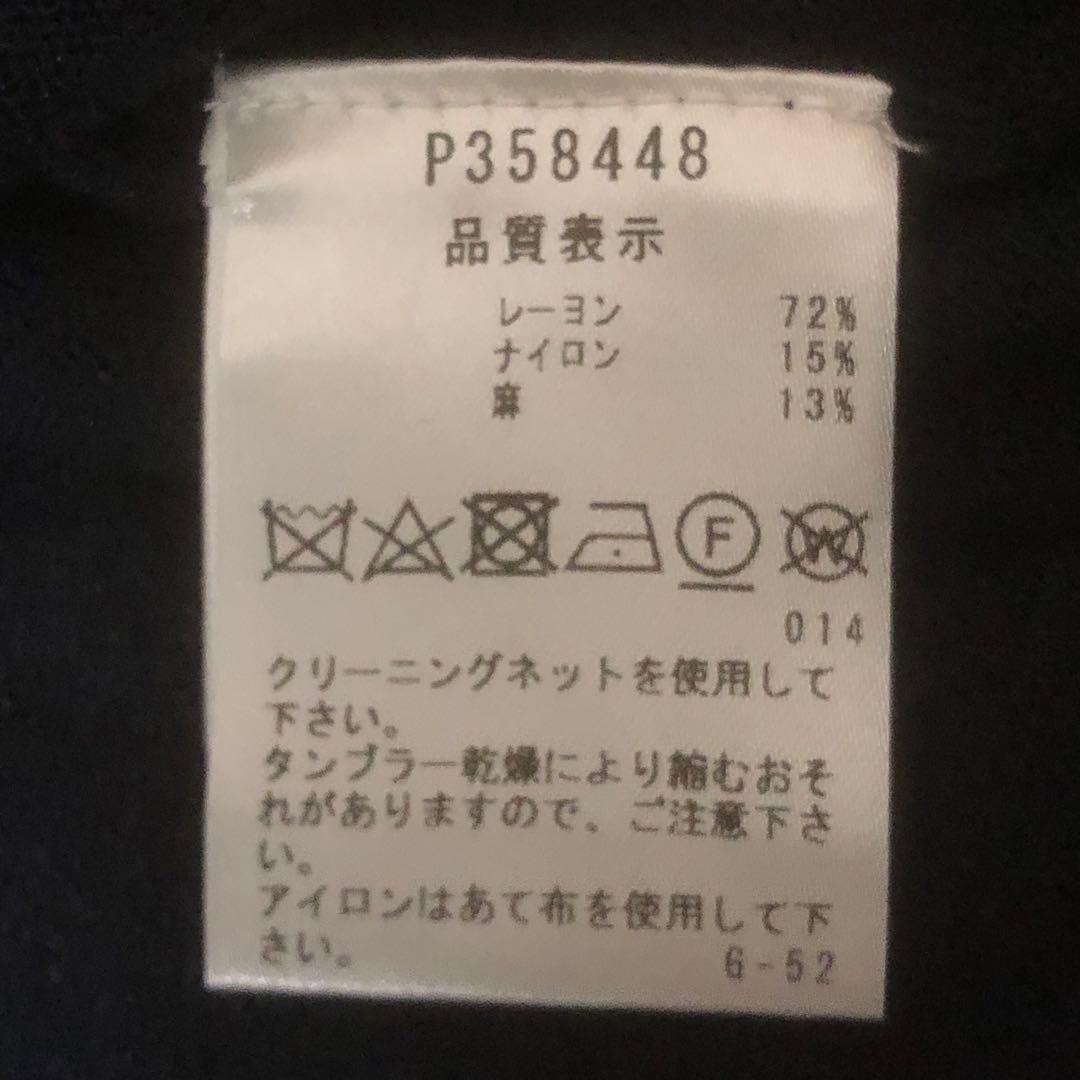 P358448
品質表示
レーヨン 72%
ナイロン 15%
麻 13%
F W
014
クリーニングネットを使用して
下さい。
タンブラー乾燥により縮むおそ
れがありますので、ご注意下さ
い。
アイロンはあて布を使用して下
さい。 6-52